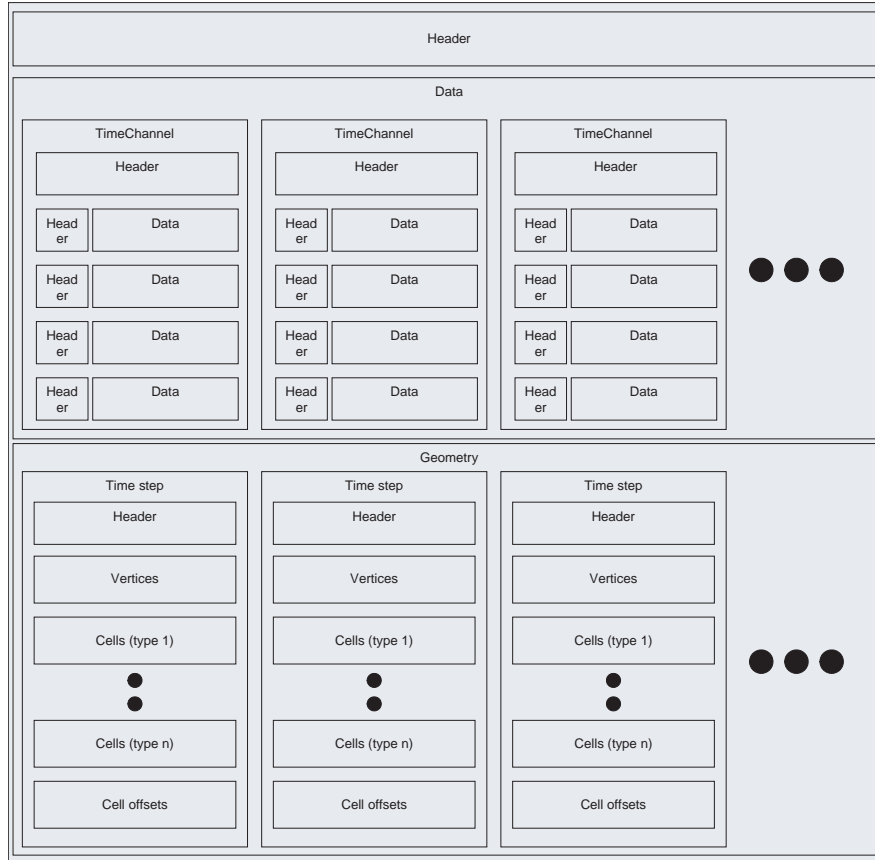 Header
Data
TimeChannel TimeChannel TimeChannel
Header Header Header
Head
er Data Head
er Data Head
er Data
Head
er Data Head
er Data Head
er Data
Head
er Data Head
er Data Head
er Data
Head
er Data Head
er Data Head
er Data
Geometry
Time step Time step Time step
Header Header Header
Vertices Vertices Vertices
Cells (type 1) Cells (type 1) Cells (type 1)
Cells (type n) Cells (type n) Cells (type n)
Cell offsets Cell offsets Cell offsets